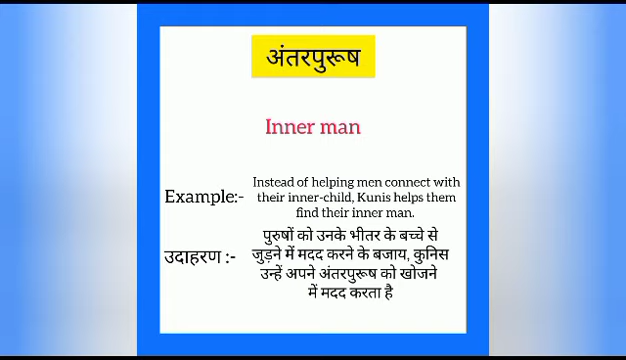 अंतरपुरूष
Inner man
Example:-
Instead of helping men connect with
their inner-child, Kunis helps them
find their inner man.
उदाहरण :-
पुरुषों को उनके भीतर के बच्चे से
जुड़ने में मदद करने के बजाय, कुनिस
उन्हें अपने अंतरपुरूष को खोजने
में मदद करता है